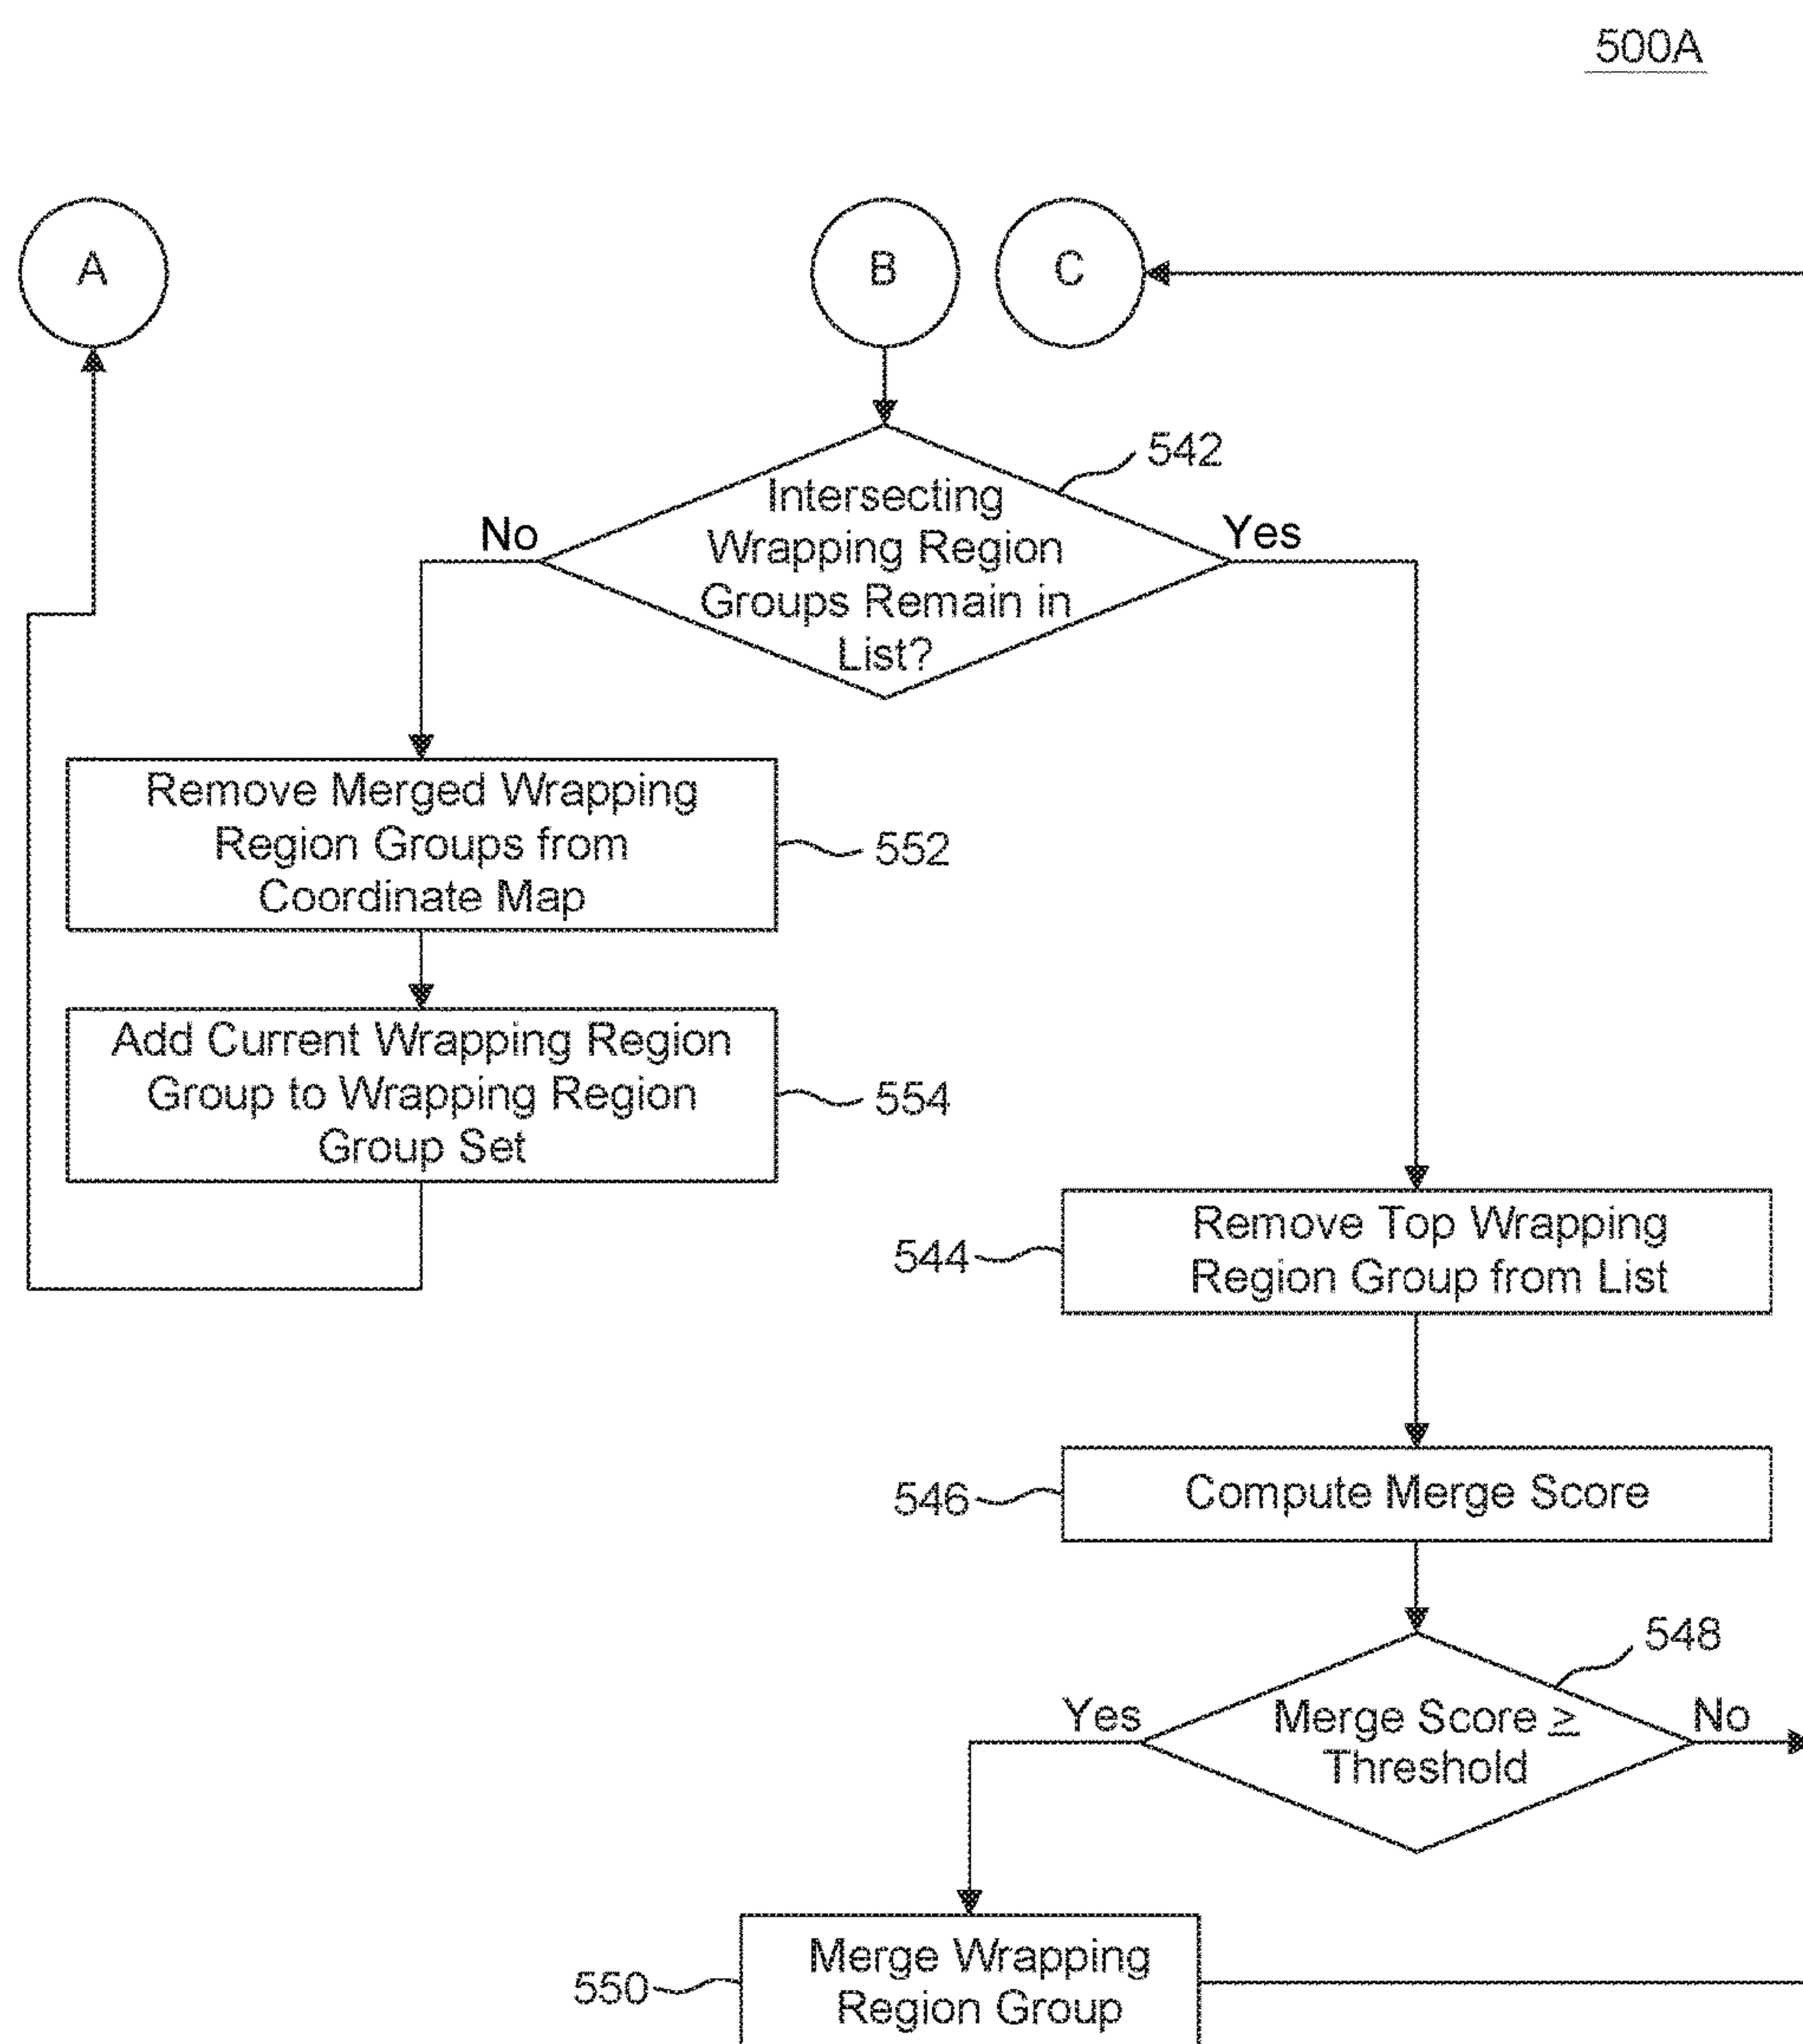 500A
A
B
C
542
Intersecting
Wrapping Region
Groups Remain in
List?
No
Yes
Remove Merged Wrapping
Region Groups from
Coordinate Map
552
Add Current Wrapping Region
Group to Wrapping Region
Group Set
554
Remove Top Wrapping
Region Group from List
544
Compute Merge Score
546
548
Merge Score ≥
Threshold
Yes
No
Merge Wrapping
Region Group
550